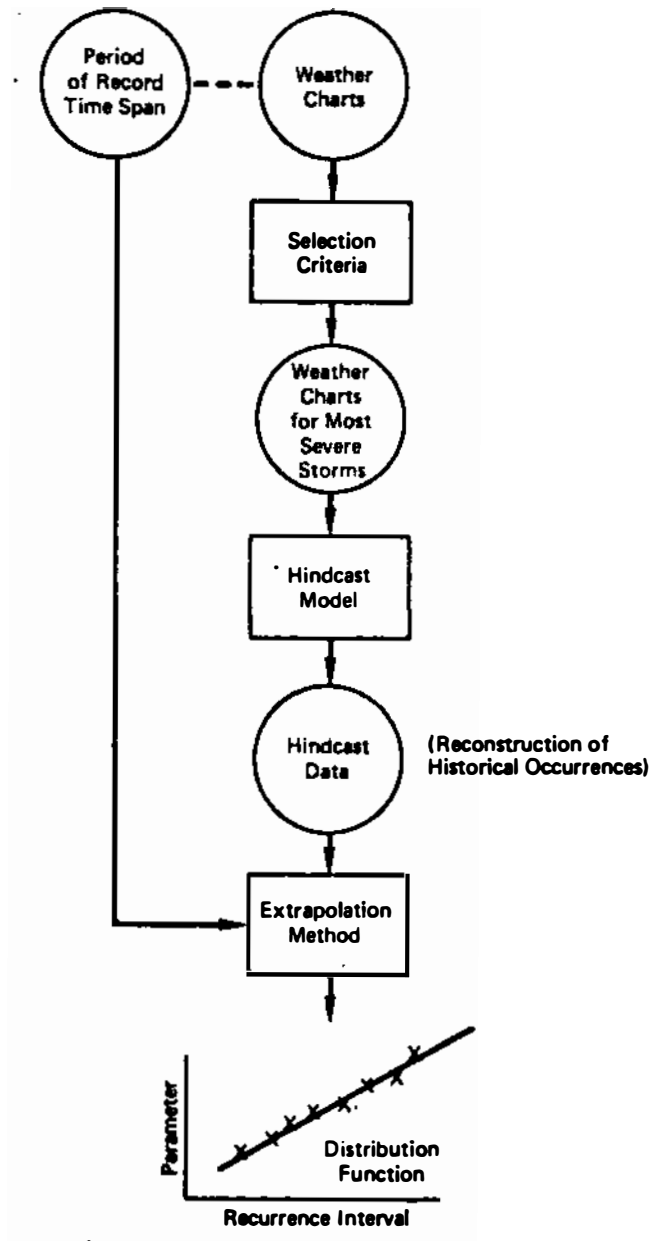 Period
of Record
Time Span
Weather
Charts
Selection
Criteria
Weather
Charts
for Most
Severe
Storms
Hindcast
Model
Hindcast
Data
(Reconstruction of
Historical Occurrences)
Extrapolation
Method
Parameter
Distribution
Function
Recurrence Interval